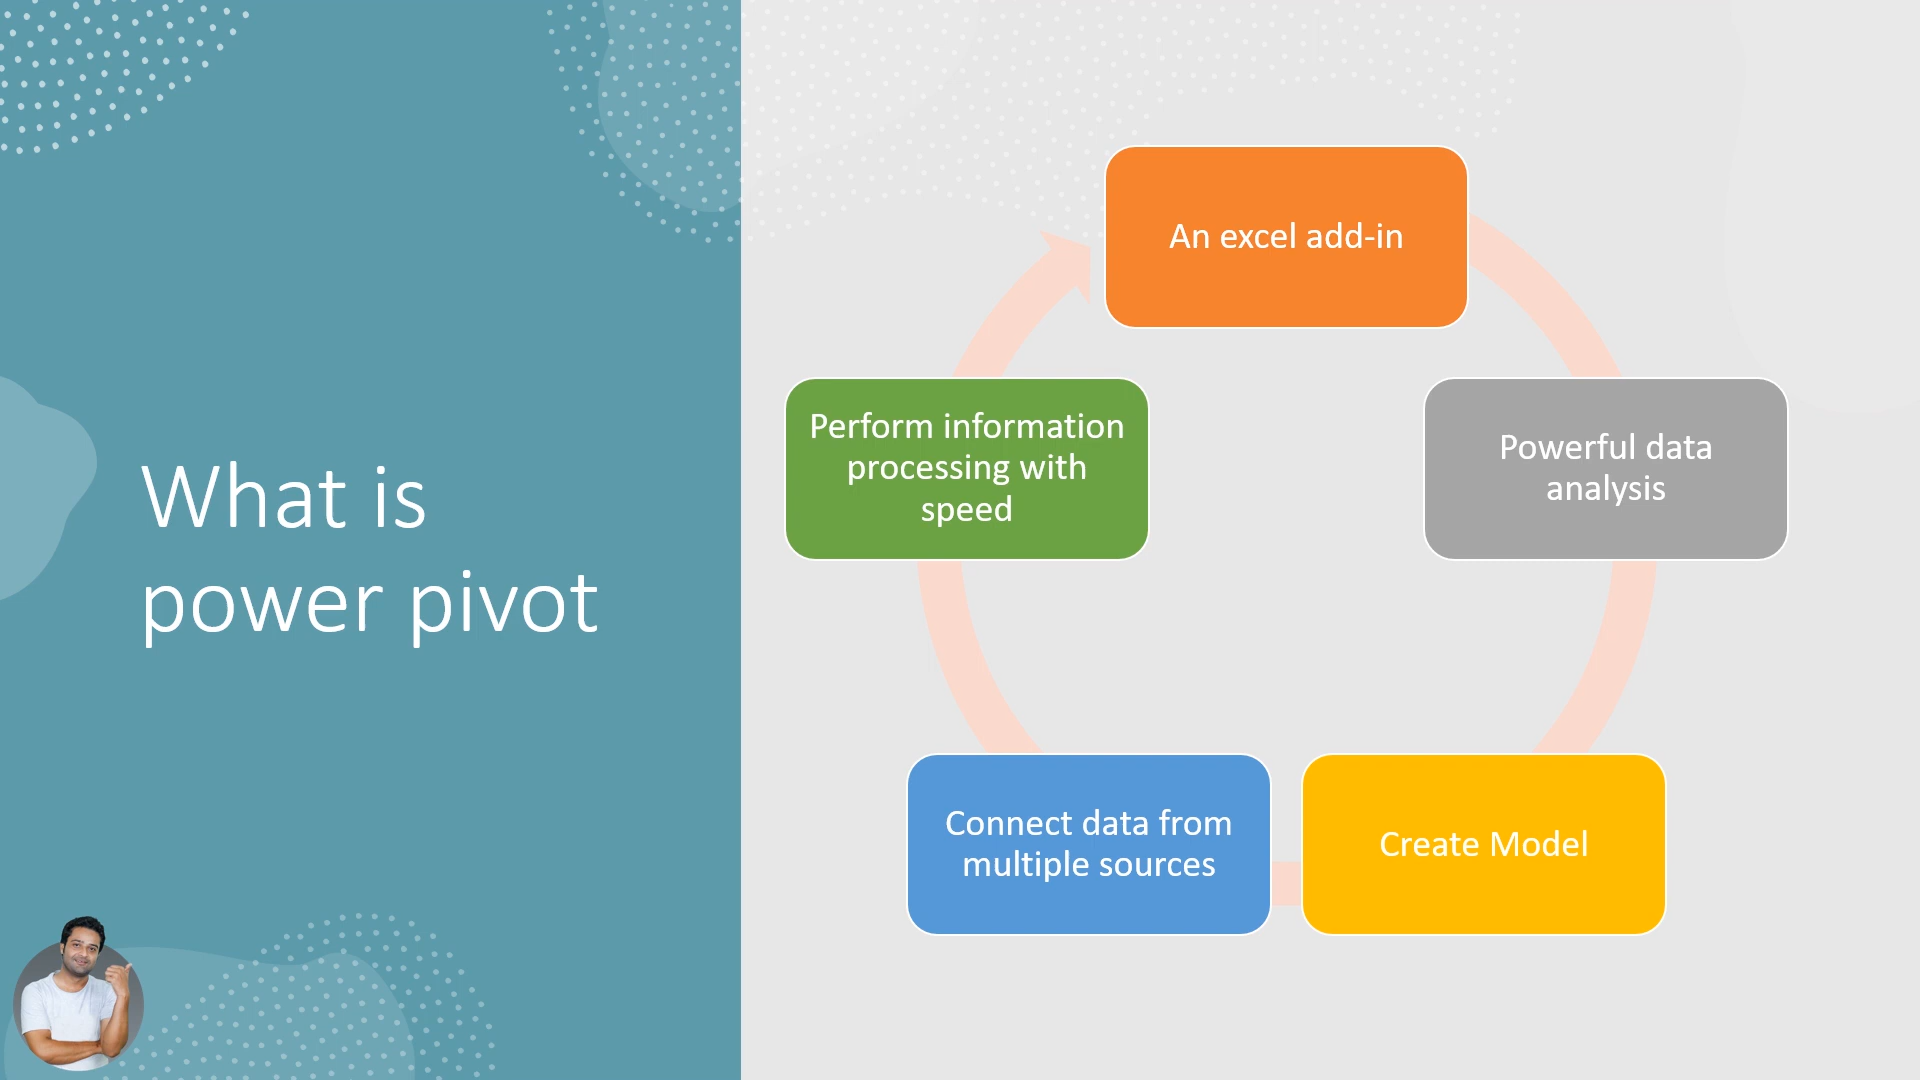 What is
power pivot
An excel add-in
Powerful data
analysis
Create Model
Connect data from
multiple sources
Perform information
processing with
speed